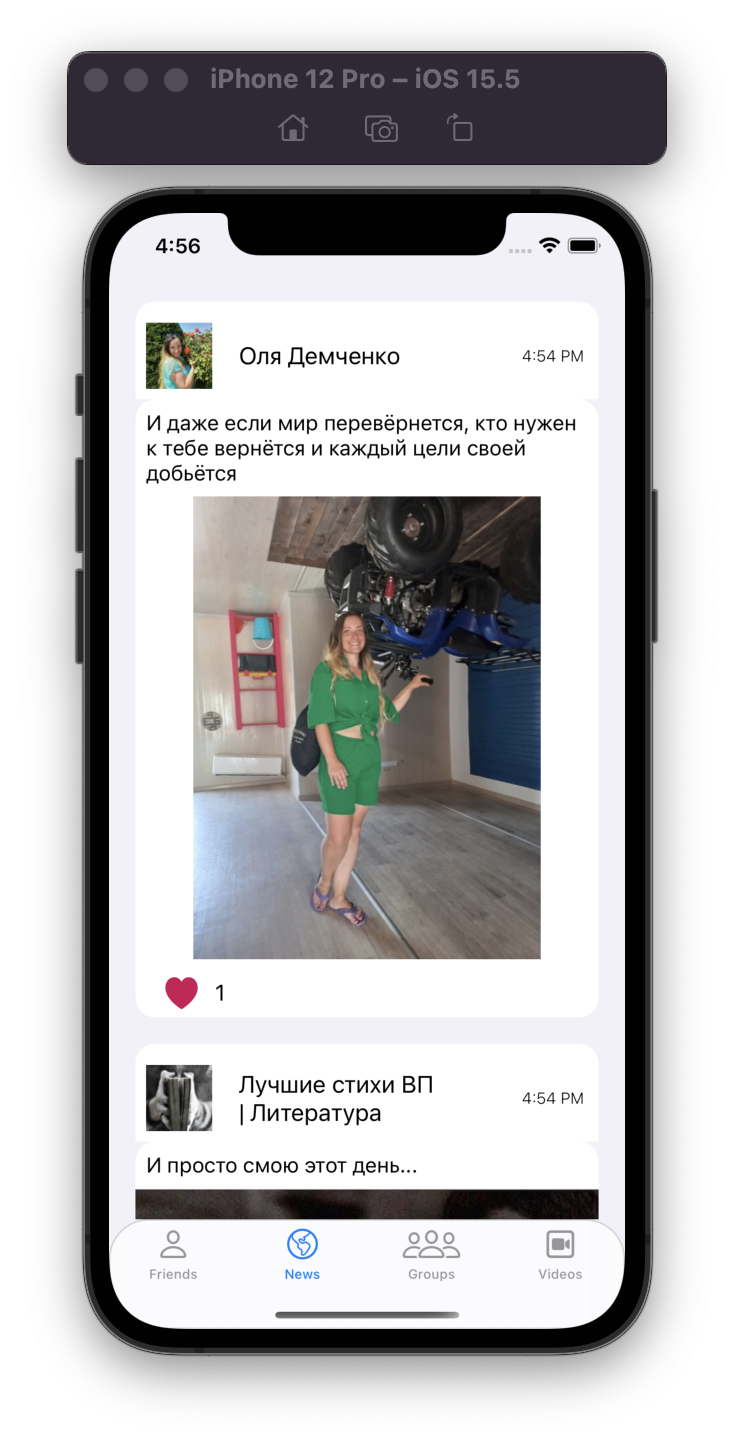 iPhone 12 Pro – iOS 15.5
4:56
Оля Демченко
4:54 PM
И даже если мир перевёрнется, кто нужен
к тебе вернётся и каждый цели своей
добьётся
1
Лучшие стихи ВП
| Литература
4:54 PM
И просто смою этот день...
Friends
News
Groups
Videos